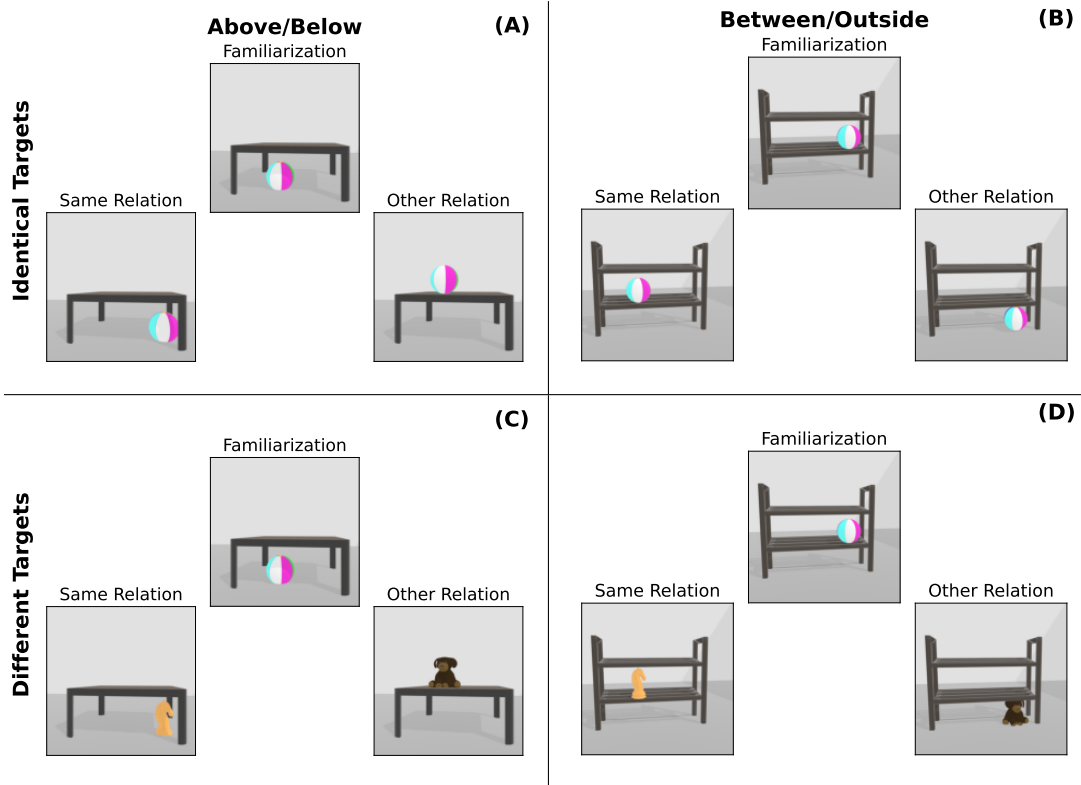 Above/Below
(A)
Familiarization
Same Relation
Other Relation
Identical Targets
Between/Outside
(B)
Familiarization
Same Relation
Other Relation
(C)
Familiarization
Same Relation
Other Relation
Different Targets
(D)
Familiarization
Same Relation
Other Relation